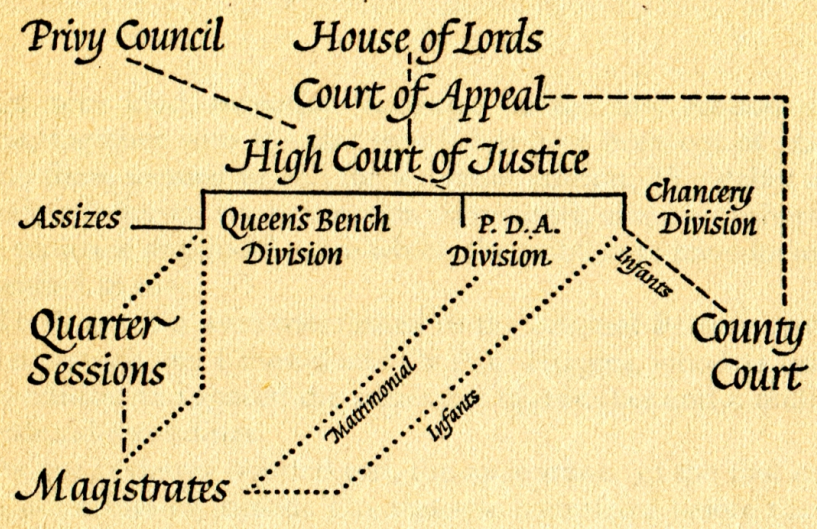 Privy Council
House of Lords
Court of Appeal
High Court of Justice
Assizes
Queen's Bench
Division
P. D. A.
Division
Chancery
Division
Infants
Quarter
Sessions
County
Court
Matrimonial
Infants
Magistrates